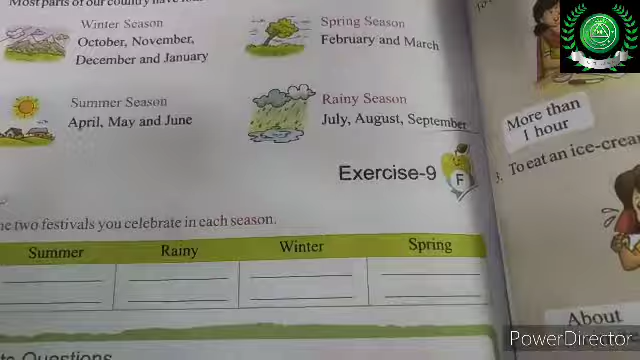 Most parts of our country have four
Winter Season
October, November,
December and January
Spring Season
February and March
Summer Season
April, May and June
Rainy Season
July, August, September
Exercise-9
F
two festivals you celebrate in each season.
Summer Rainy Winter Spring
Questions
More than
1 hour
3. To eat an ice-cream
About
PowerDirector